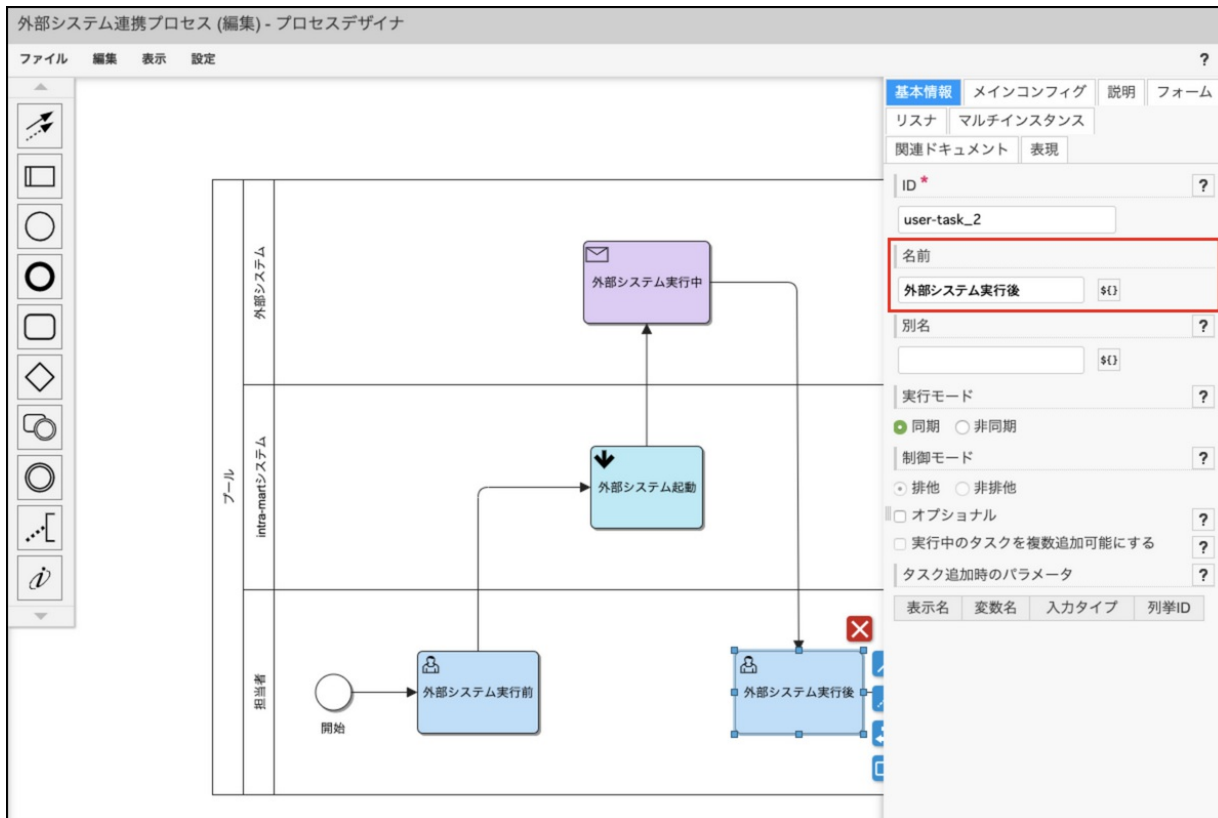 外部システム連携プロセス (編集) - プロセスデザイナ
ファイル 編集 表示 設定 ?
基本情報 メインコンフィグ 説明 フォーム
リスナ マルチインスタンス
関連ドキュメント 表現
ID * ?
user-task_2
名前
外部システム実行後 ${}
別名 ?
${}
実行モード ?
同期 非同期
制御モード ?
排他 非排他
オプショナル ?
実行中のタスクを複数追加可能にする ?
タスク追加時のパラメータ ?
表示名 変数名 入力タイプ 列挙ID
プール
外部システム
外部システム実行中
intra-martシステム
外部システム起動
担当者
開始
外部システム実行前
外部システム実行後